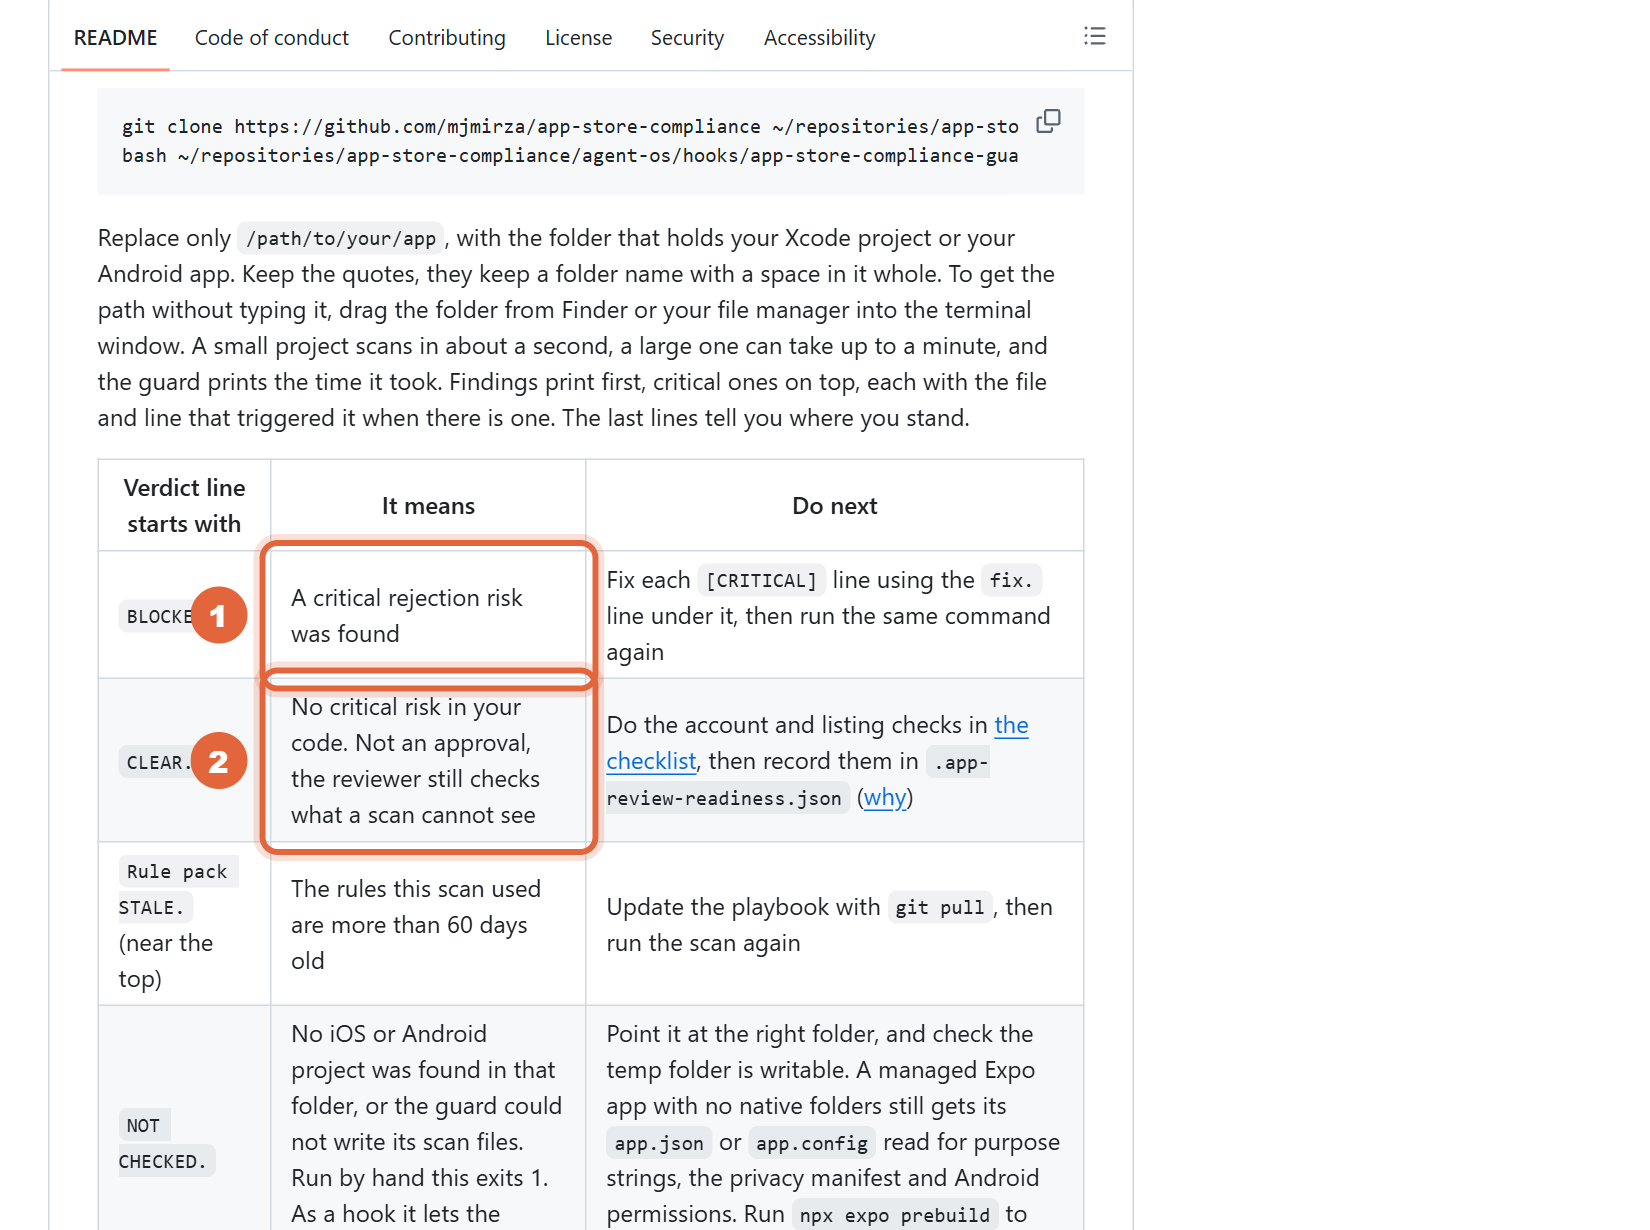 README Code of conduct Contributing License Security Accessibility
git clone https://github.com/mjmirza/app-store-compliance ~/repositories/app-sto
bash ~/repositories/app-store-compliance/agent-os/hooks/app-store-compliance-gua
Replace only /path/to/your/app, with the folder that holds your Xcode project or your
Android app. Keep the quotes, they keep a folder name with a space in it whole. To get the
path without typing it, drag the folder from Finder or your file manager into the terminal
window. A small project scans in about a second, a large one can take up to a minute, and
the guard prints the time it took. Findings print first, critical ones on top, each with the file
and line that triggered it when there is one. The last lines tell you where you stand.
Verdict line
starts with
It means
Do next
BLOCKE
1
A critical rejection risk
was found
Fix each [CRITICAL] line using the fix.
line under it, then run the same command
again
CLEAR.
2
No critical risk in your
code. Not an approval,
the reviewer still checks
what a scan cannot see
Do the account and listing checks in the
checklist, then record them in .app-
review-readiness.json (why)
Rule pack
STALE.
(near the
top)
The rules this scan used
are more than 60 days
old
Update the playbook with git pull, then
run the scan again
NOT
CHECKED.
No iOS or Android
project was found in that
folder, or the guard could
not write its scan files.
Run by hand this exits 1.
As a hook it lets the
Point it at the right folder, and check the
temp folder is writable. A managed Expo
app with no native folders still gets its
app.json or app.config read for purpose
strings, the privacy manifest and Android
permissions. Run npx expo prebuild to